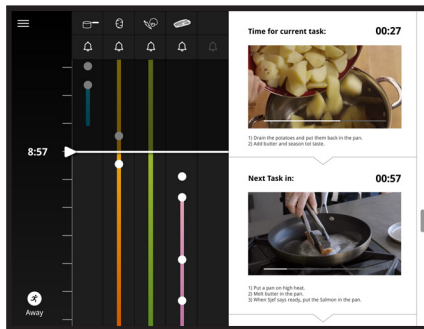 Time for current task: 00:27
1) Drain the potatoes and put them back in the pan.
2) Add butter and season tot taste.
8:57
Next Task in: 00:57
1) Put a pan on high heat.
2) Melt butter in the pan.
3) When Sjef says ready, put the Salmon in the pan.
Away